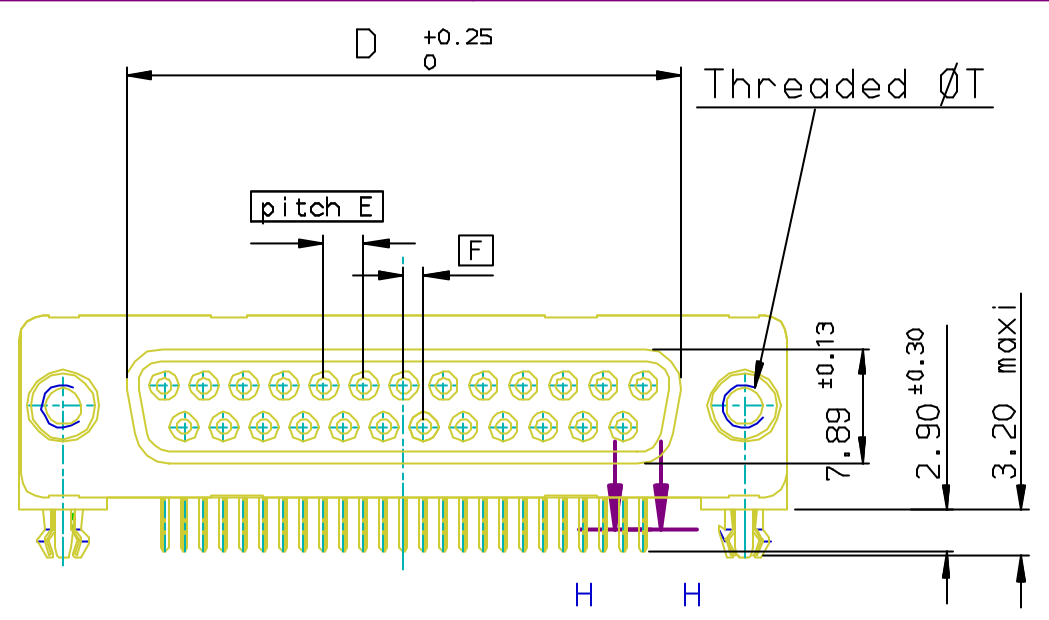 D +0.25
0
Threaded ØT
pitch E
F
7.89 ±0.13
2.90 ±0.30
3.20 maxi
H H